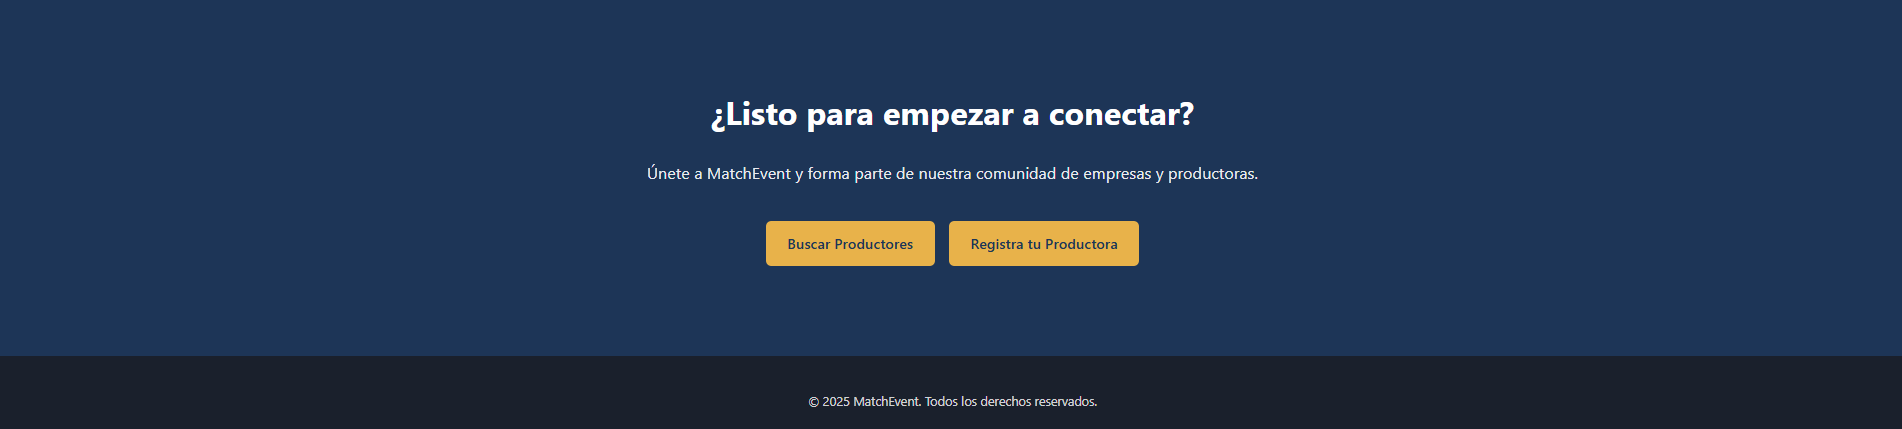 ¿Listo para empezar a conectar?
Únete a MatchEvent y forma parte de nuestra comunidad de empresas y productoras.
Buscar Productores
Registra tu Productora
© 2025 MatchEvent. Todos los derechos reservados.